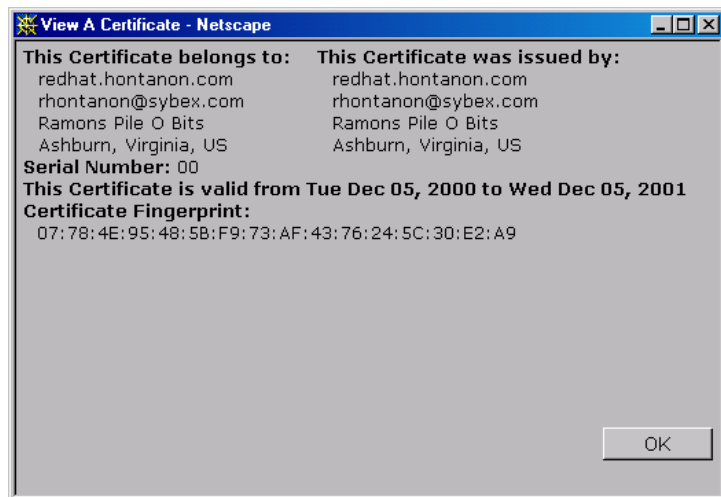 View A Certificate - Netscape
This Certificate belongs to: This Certificate was issued by:
redhat.hontanon.com redhat.hontanon.com
rhontanon@sybex.com rhontanon@sybex.com
Ramons Pile O Bits Ramons Pile O Bits
Ashburn, Virginia, US Ashburn, Virginia, US
Serial Number: 00
This Certificate is valid from Tue Dec 05, 2000 to Wed Dec 05, 2001
Certificate Fingerprint:
07:78:4E:95:48:5B:F9:73:AF:43:76:24:5C:30:E2:A9
OK